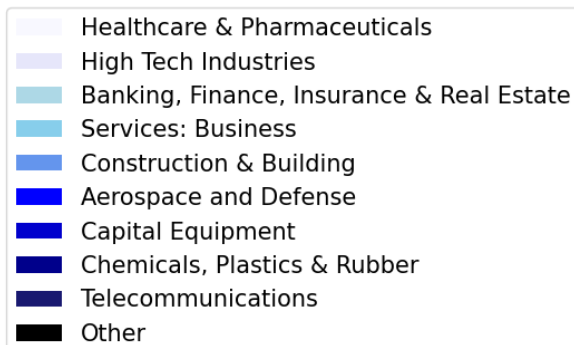 Healthcare & Pharmaceuticals
High Tech Industries
Banking, Finance, Insurance & Real Estate
Services: Business
Construction & Building
Aerospace and Defense
Capital Equipment
Chemicals, Plastics & Rubber
Telecommunications
Other